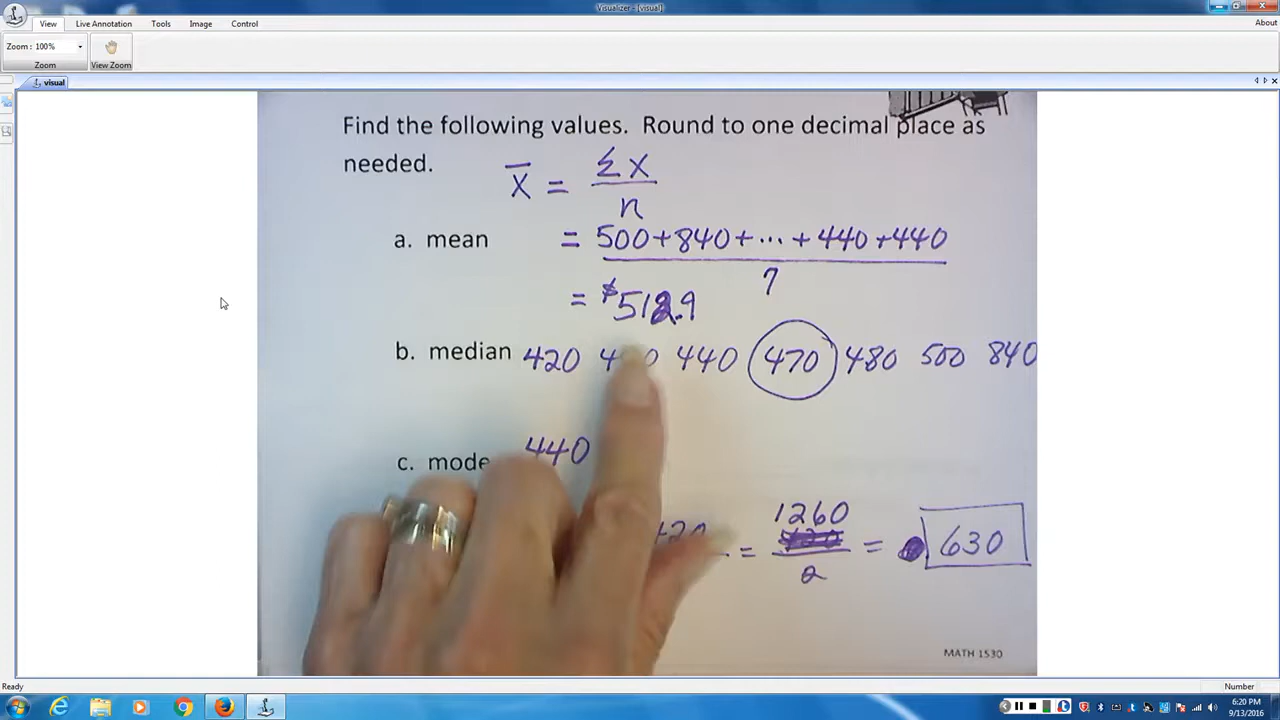 Visualizer - [visual]
View Live Annotation Tools Image Control About
Zoom : 100%
Zoom View Zoom
visual
Find the following values. Round to one decimal place as
needed.
x̄ = Σx
n
a. mean = 500+840+...+440+440
7
= $512.9
b. median 420 440 470 480 500 840
c. mode 440
1260
= = 630
2
MATH 1530
Ready Number
6:20 PM
9/13/2016